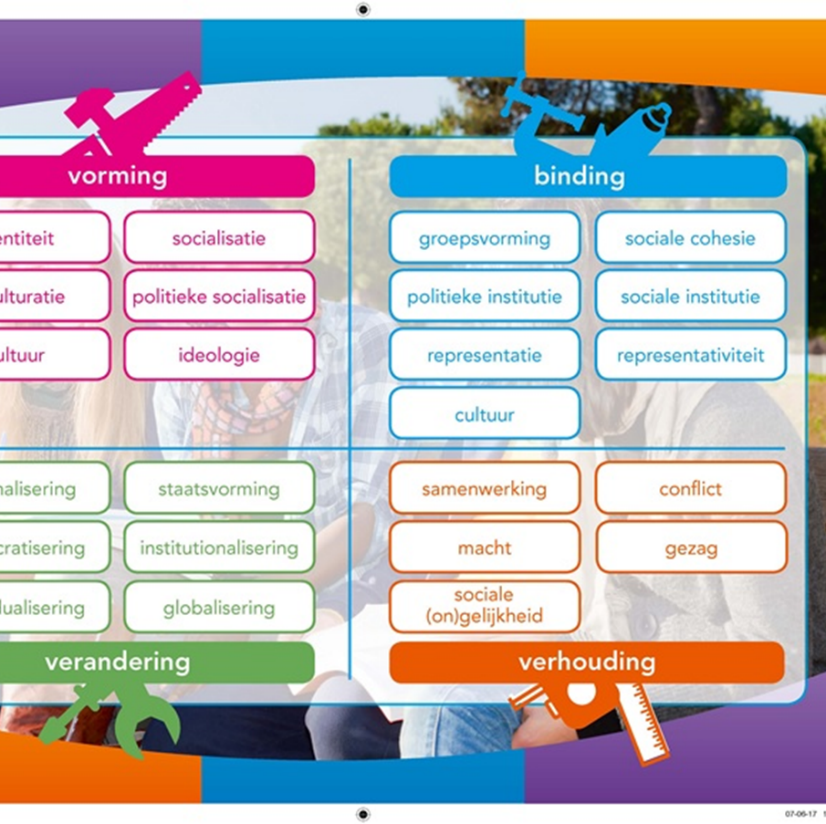 vorming
binding
entiteit
socialisatie
groepsvorming
sociale cohesie
ulturatie
politieke socialisatie
politieke institutie
sociale institutie
ultuur
ideologie
representatie
representativiteit
cultuur
nalisering
staatsvorming
samenwerking
conflict
cratisering
institutionalisering
macht
gezag
dualisering
globalisering
sociale
(on)gelijkheid
verandering
verhouding
07-06-17